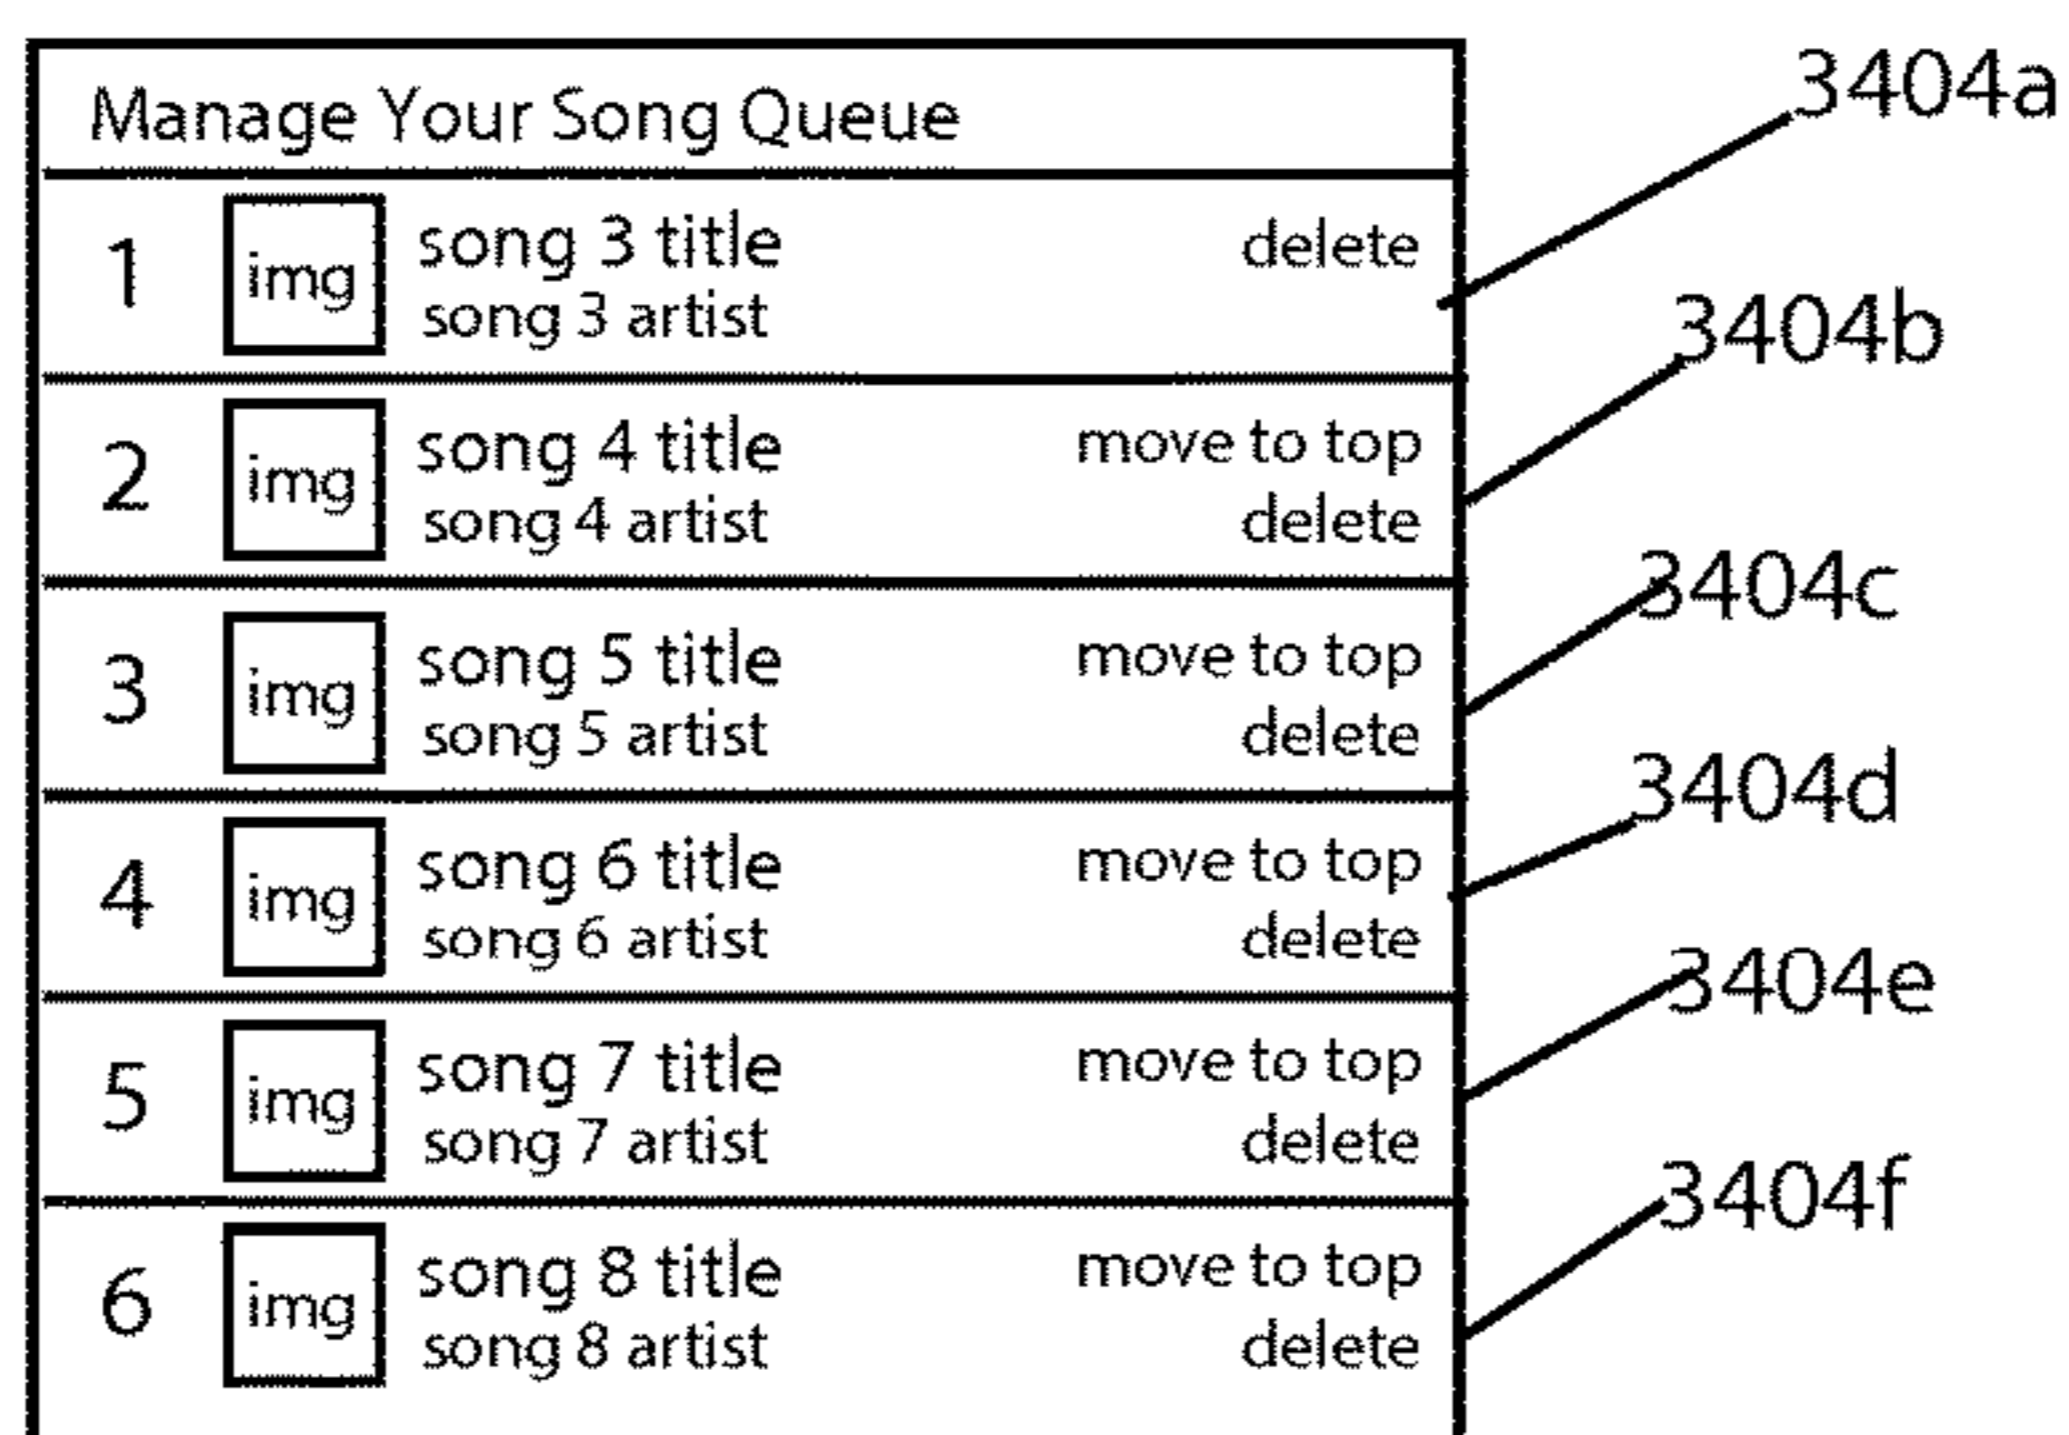 Manage Your Song Queue
3404a
1 img song 3 title delete
song 3 artist
3404b
2 img song 4 title move to top
song 4 artist delete
3404c
3 img song 5 title move to top
song 5 artist delete
3404d
4 img song 6 title move to top
song 6 artist delete
3404e
5 img song 7 title move to top
song 7 artist delete
3404f
6 img song 8 title move to top
song 8 artist delete